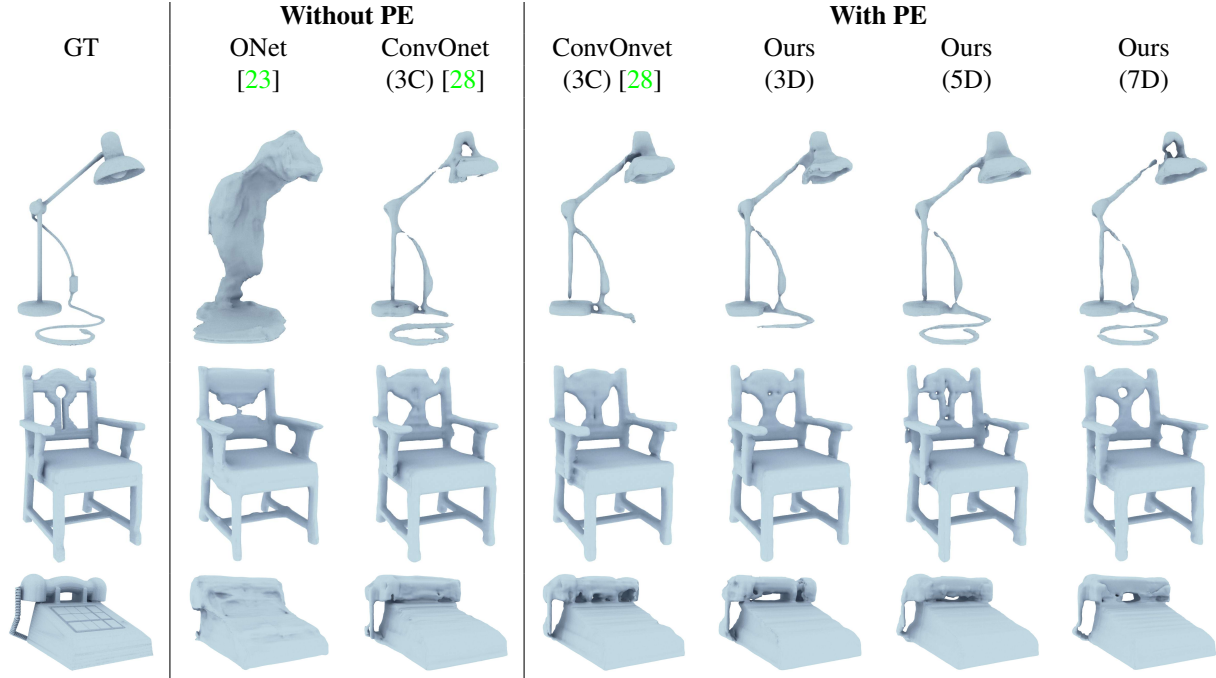 Without PE With PE
GT ONet ConvOnet ConvOnvet Ours Ours Ours
[23] (3C) [28] (3C) [28] (3D) (5D) (7D)